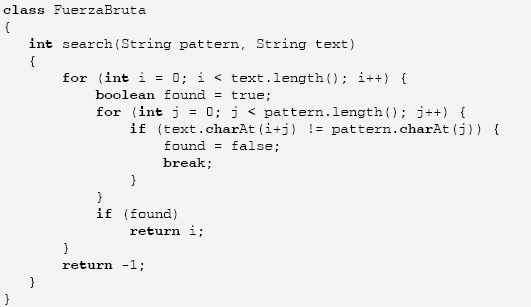 class FuerzaBruta
{
   int search(String pattern, String text)
   {
       for (int i = 0; i < text.length(); i++) {
           boolean found = true;
           for (int j = 0; j < pattern.length(); j++) {
               if (text.charAt(i+j) != pattern.charAt(j)) {
                   found = false;
                   break;
               }
           }
           if (found)
               return i;
       }
       return -1;
   }
}